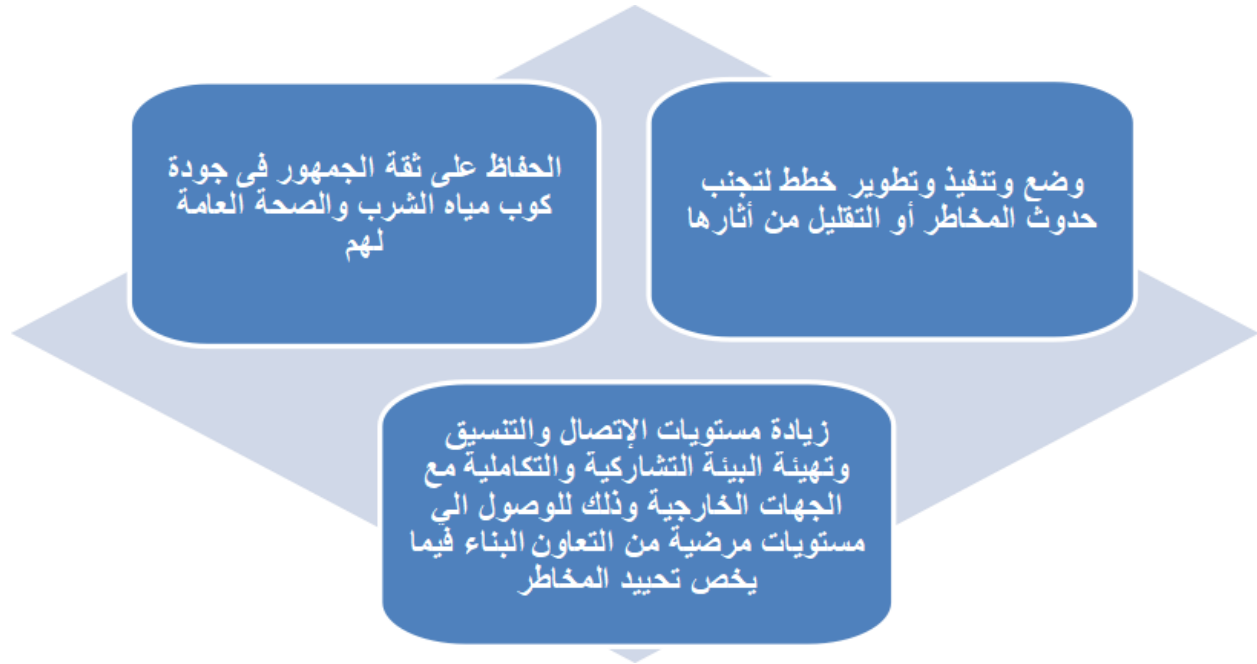 وضع وتنفيذ وتطوير خطط لتجنب
حدوث المخاطر أو التقليل من أثارها
الحفاظ على ثقة الجمهور فى جودة
كوب مياه الشرب والصحة العامة
لهم
زيادة مستويات الإتصال والتنسيق
وتهيئة البيئة التشاركية والتكاملية مع
الجهات الخارجية وذلك للوصول الي
مستويات مرضية من التعاون البناء فيما
يخص تحييد المخاطر